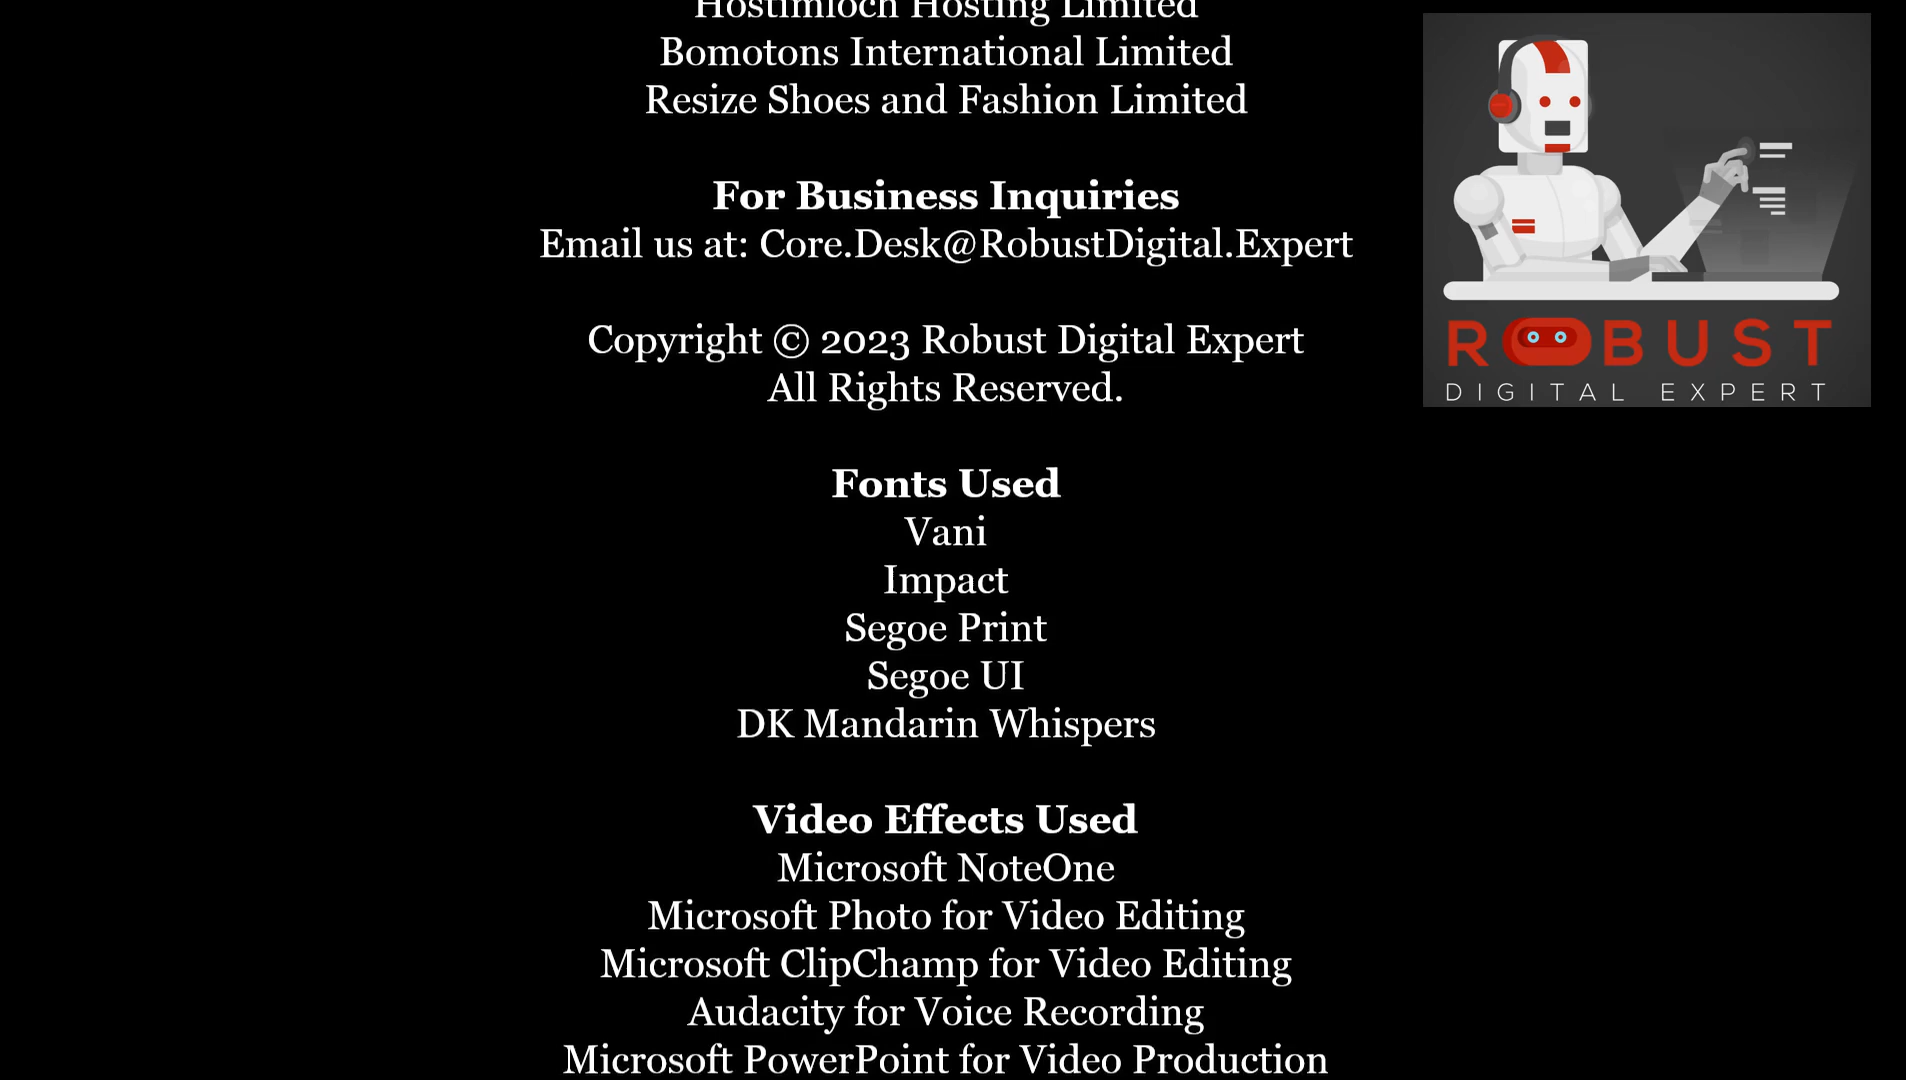 Hostimloch Hosting Limited
Bomotons International Limited
Resize Shoes and Fashion Limited
For Business Inquiries
Email us at: Core.Desk@RobustDigital.Expert
Copyright © 2023 Robust Digital Expert
All Rights Reserved.
Fonts Used
Vani
Impact
Segoe Print
Segoe UI
DK Mandarin Whispers
Video Effects Used
Microsoft NoteOne
Microsoft Photo for Video Editing
Microsoft ClipChamp for Video Editing
Audacity for Voice Recording
Microsoft PowerPoint for Video Production
ROBUST
DIGITAL EXPERT